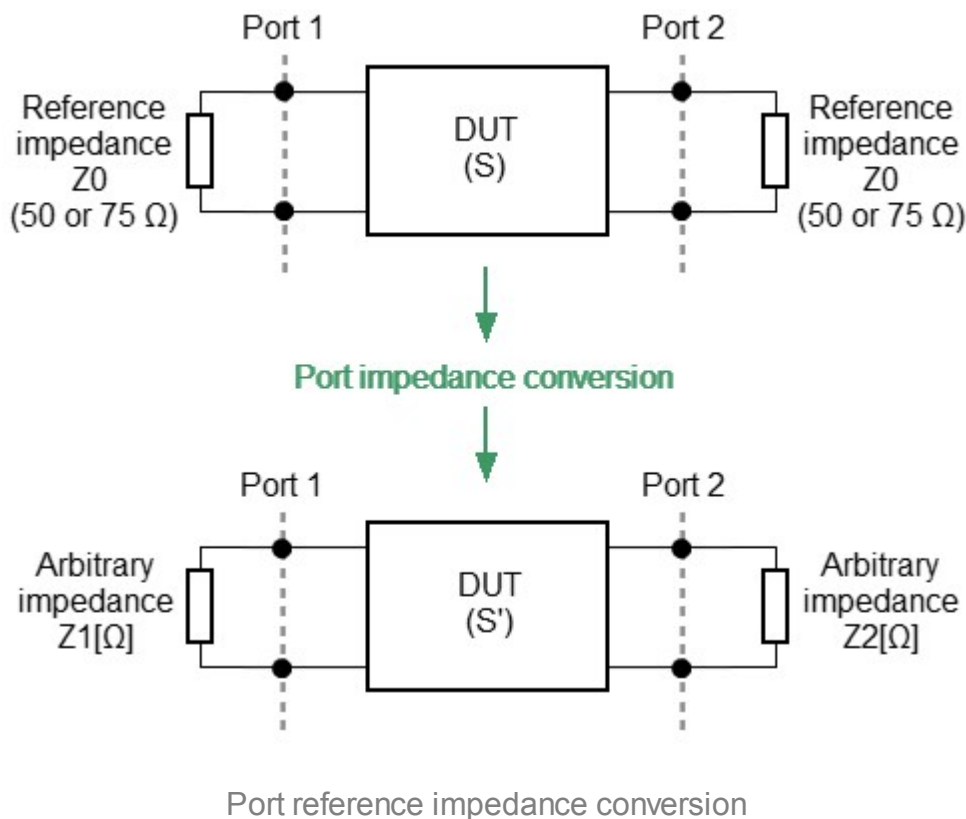 Port 1
Port 2
Reference
impedance
Z0
(50 or 75 Ω)
DUT
(S)
Reference
impedance
Z0
(50 or 75 Ω)
Port impedance conversion
Port 1
Port 2
Arbitrary
impedance
Z1[Ω]
DUT
(S')
Arbitrary
impedance
Z2[Ω]
Port reference impedance conversion